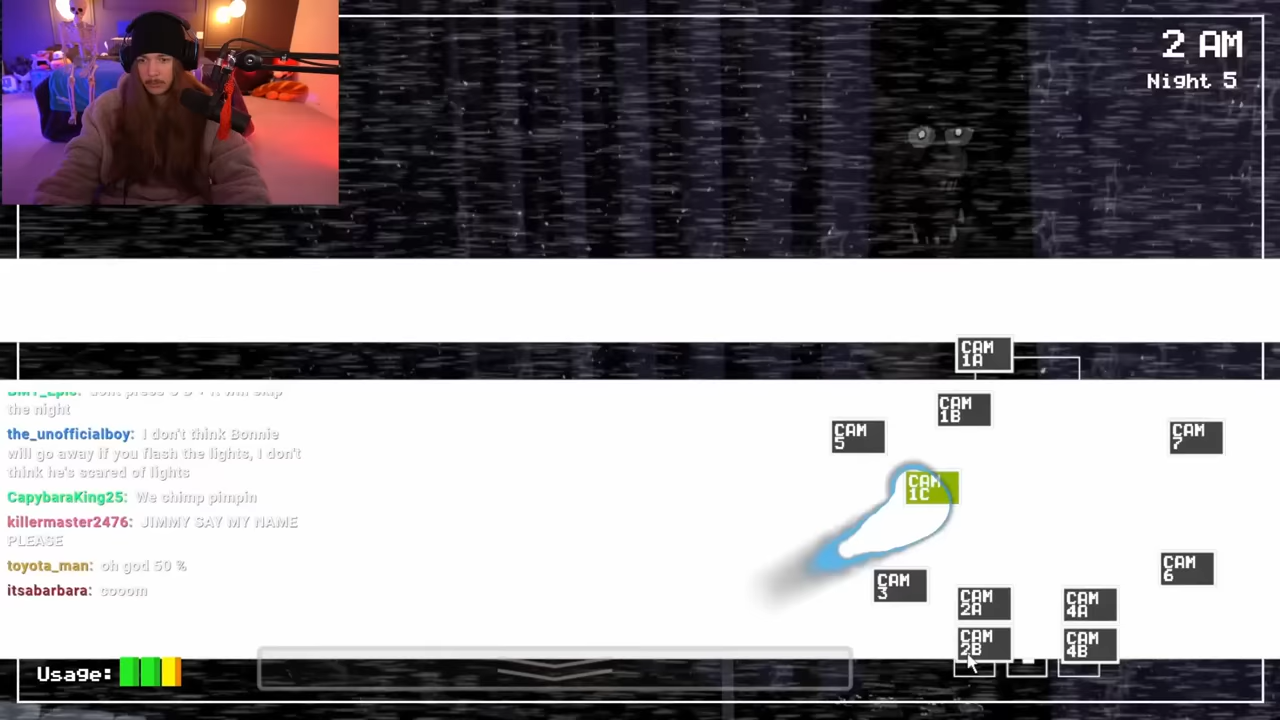 2 AM
Night 5
CAM
1A
CAM
1B
CAM
5
CAM
7
CAM
1C
CAM
3
CAM
6
CAM
2A
CAM
4A
CAM
2B
CAM
4B
the night
the_unofficialboy: I don't think Bonnie
will go away if you flash the lights, I don't
think he's scared of lights
CapybaraKing25: We chimp pimpin
killermaster2476: JIMMY SAY MY NAME
PLEASE
toyota_man: oh god 50 %
itsabarbara: cooom
Usage: